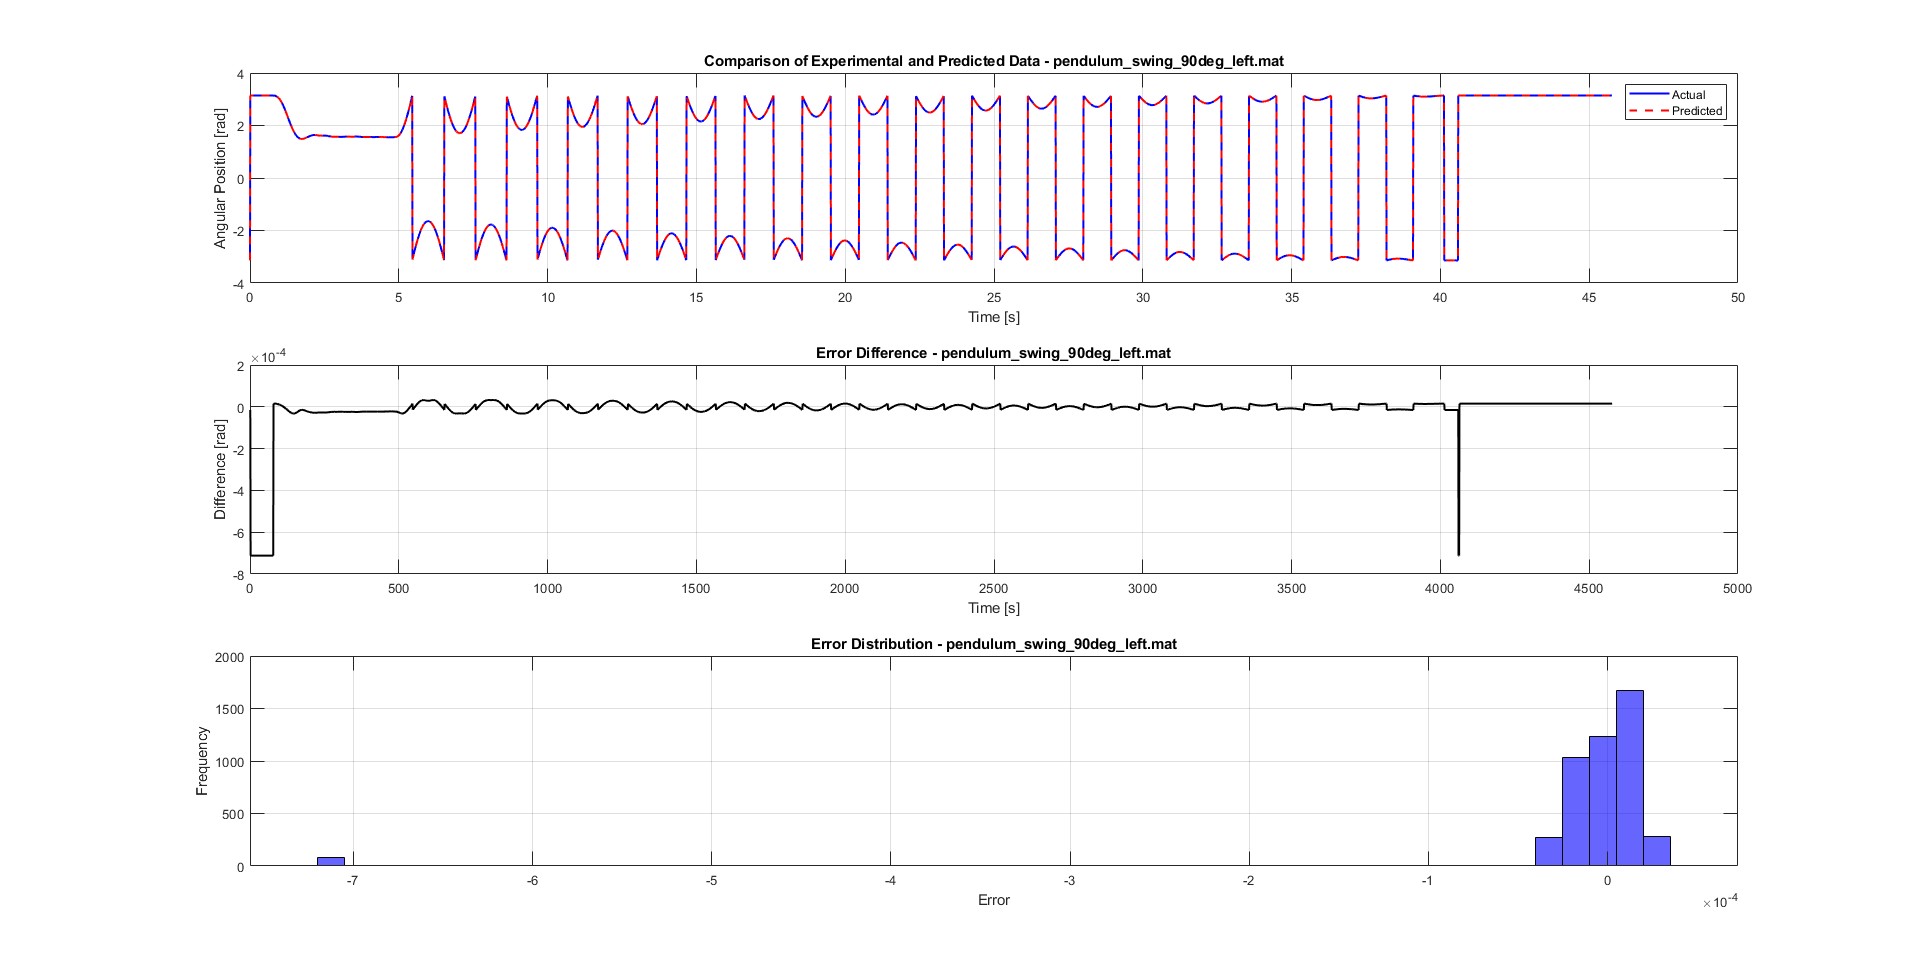 Comparison of Experimental and Predicted Data - pendulum_swing_90deg_left.mat
4
2
0
-2
-4
Angular Position [rad]
Actual
Predicted
0 5 10 15 20 25 30 35 40 45 50
Time [s]
Error Difference - pendulum_swing_90deg_left.mat
×10-4
2
0
-2
-4
-6
-8
Difference [rad]
0 500 1000 1500 2000 2500 3000 3500 4000 4500 5000
Time [s]
Error Distribution - pendulum_swing_90deg_left.mat
2000
1500
1000
500
0
Frequency
-7 -6 -5 -4 -3 -2 -1 0
Error
×10-4